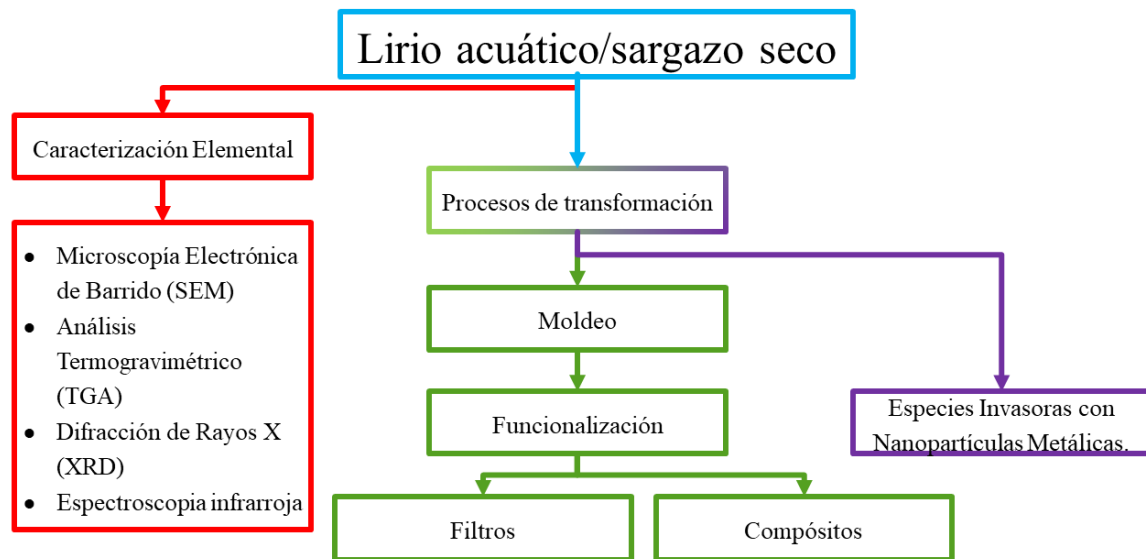 Lirio acuático/sargazo seco
Caracterización Elemental
● Microscopía Electrónica
de Barrido (SEM)
● Análisis
Termogravimétrico
(TGA)
● Difracción de Rayos X
(XRD)
● Espectroscopia infrarroja
Procesos de transformación
Moldeo
Funcionalización
Filtros
Compósitos
Especies Invasoras con
Nanopartículas Metálicas.